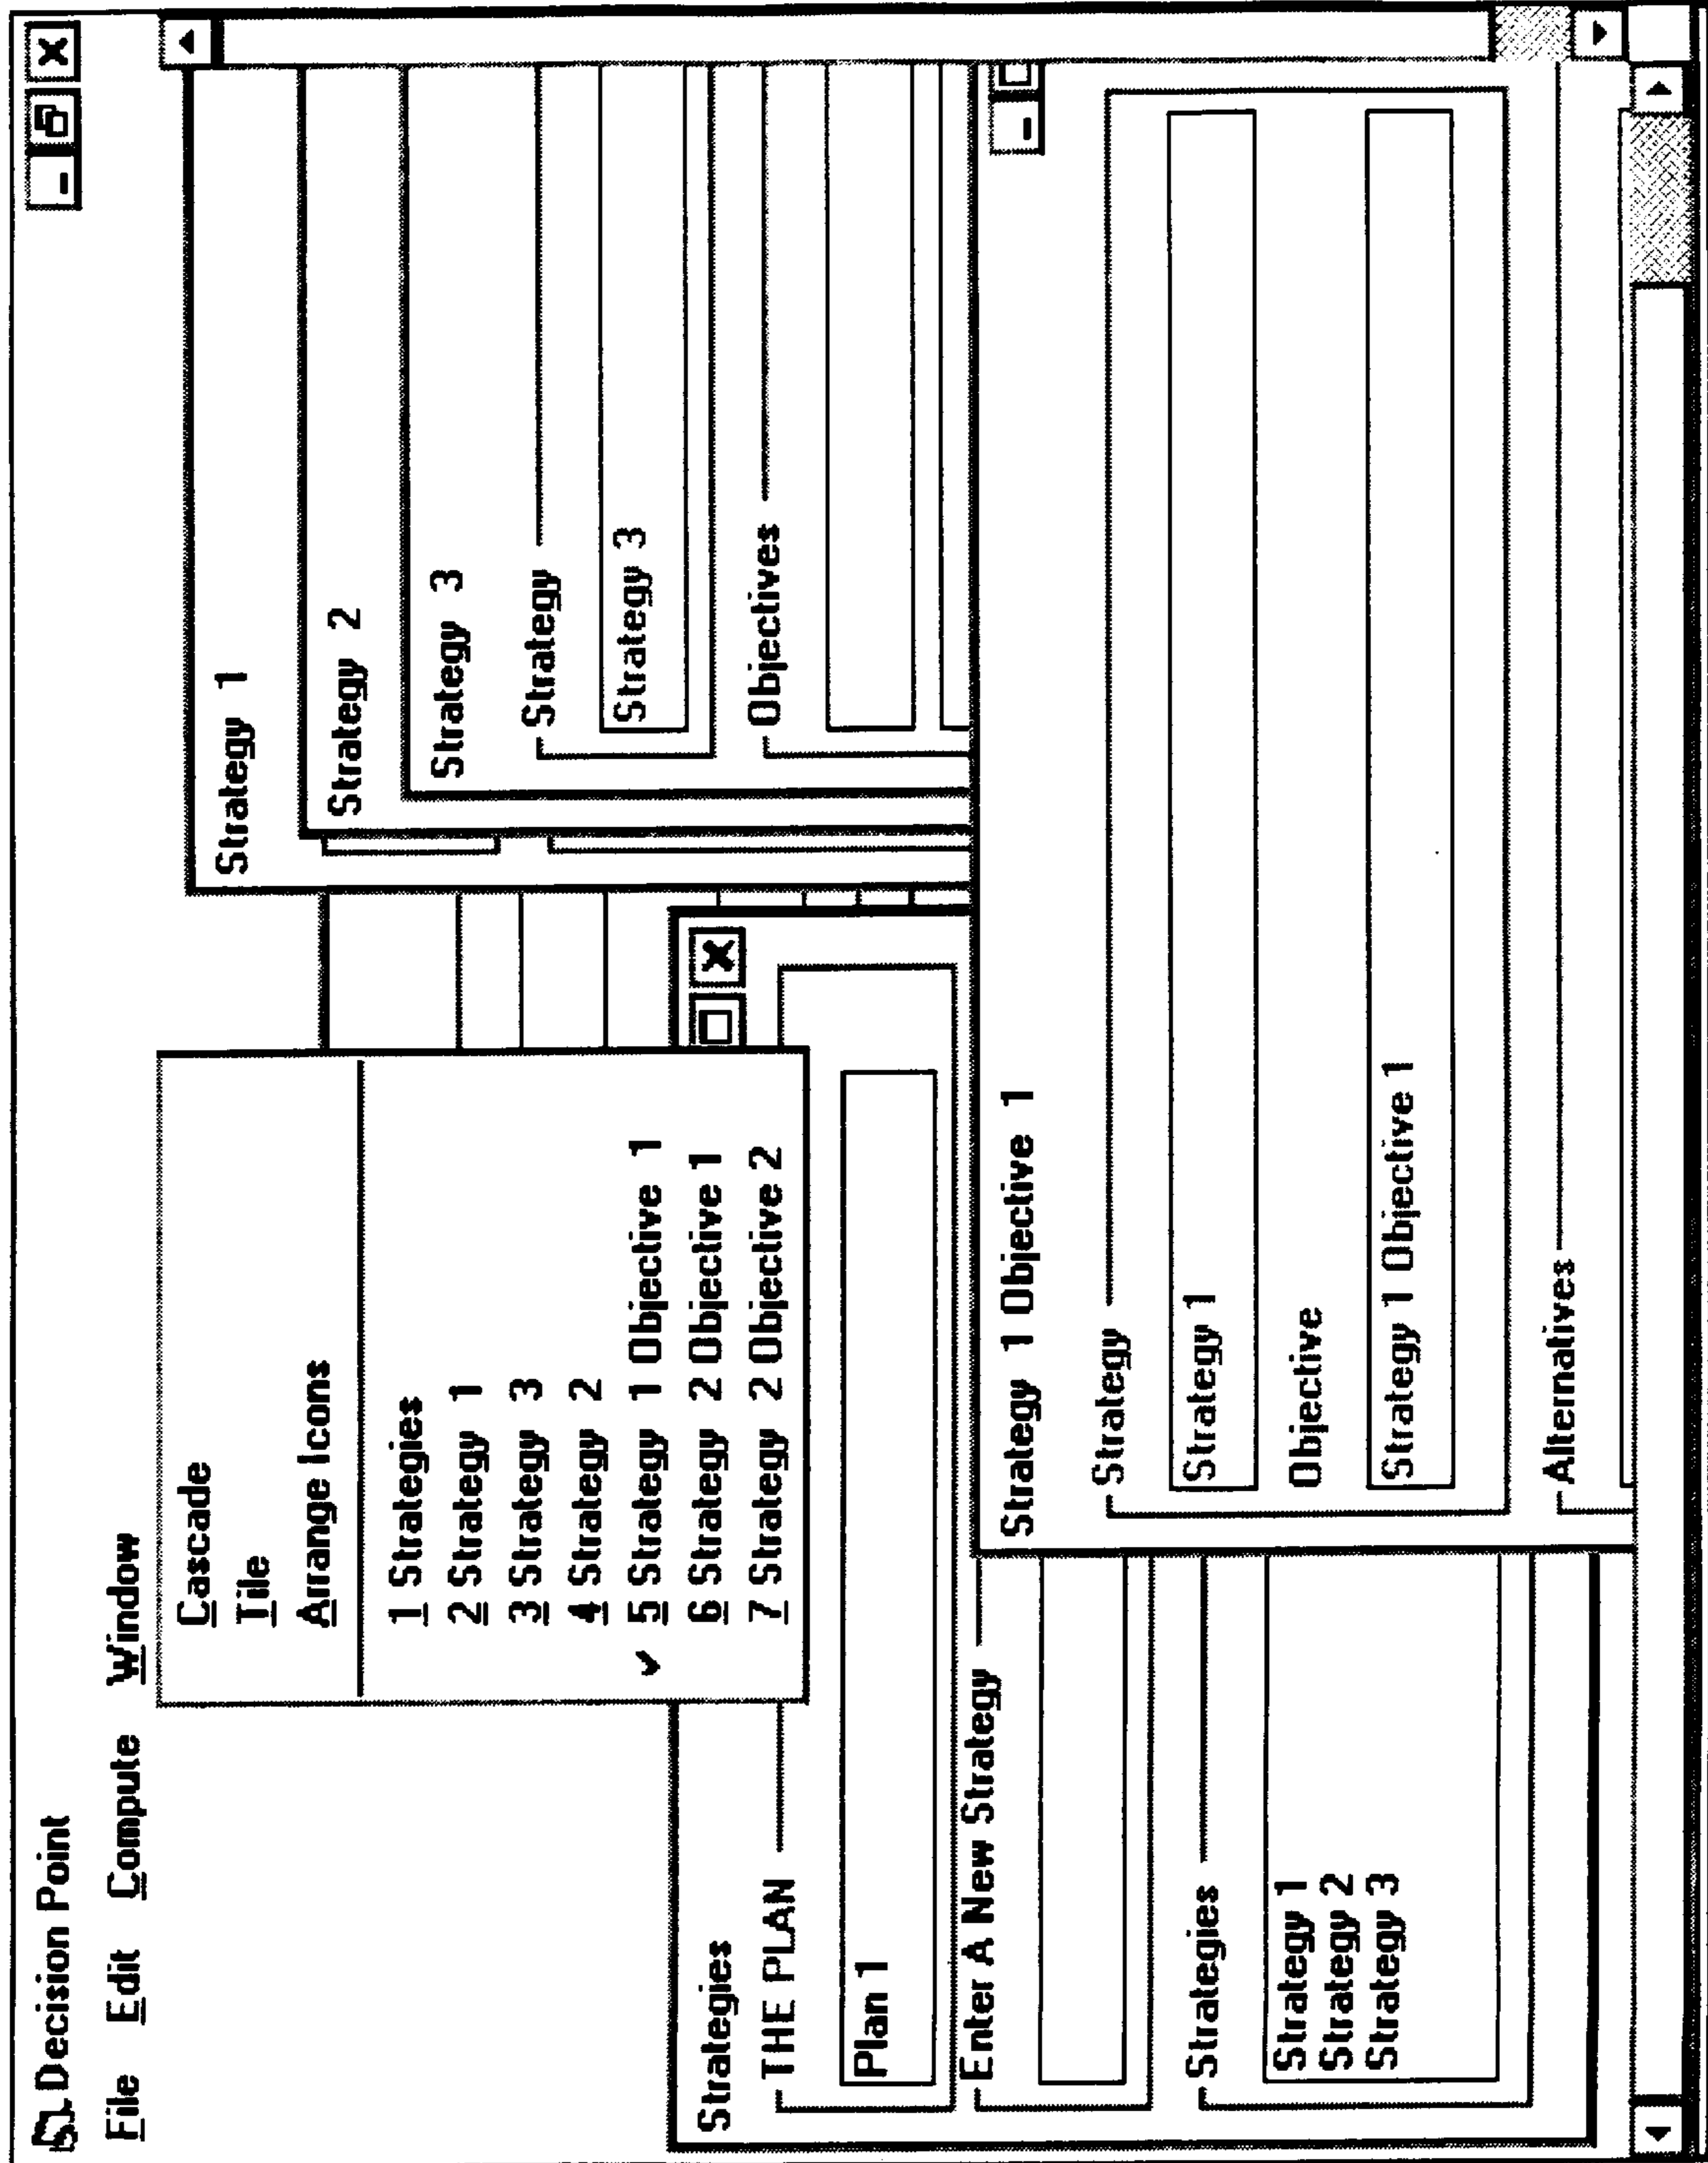 Decision Point
File Edit Compute Window
Cascade
Tile
Arrange Icons
1 Strategies
2 Strategy 1
3 Strategy 3
4 Strategy 2
5 Strategy 1 Objective 1
6 Strategy 2 Objective 1
7 Strategy 2 Objective 2
Strategy 1
Strategy 2
Strategy 3
Strategy
Strategy 3
Objectives
Strategies
THE PLAN
Plan 1
Enter A New Strategy
Strategies
Strategy 1
Strategy 2
Strategy 3
Strategy 1 Objective 1
Strategy
Strategy 1
Objective
Strategy 1 Objective 1
Alternatives